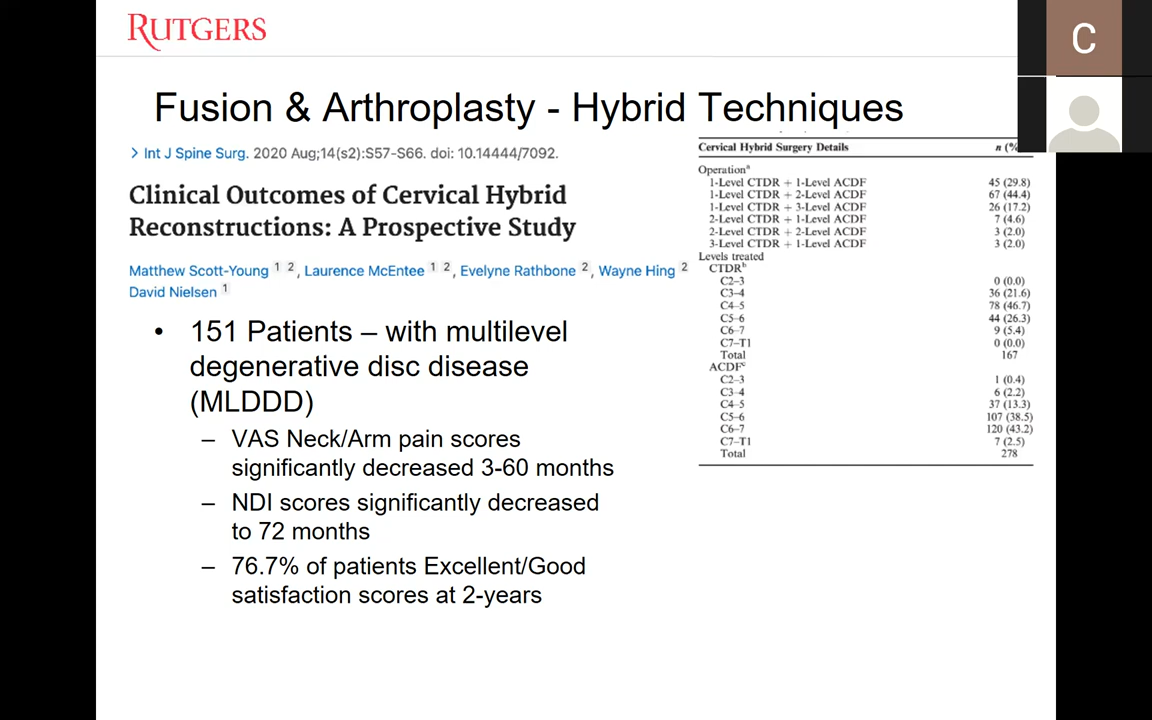 RUTGERS
C
Fusion & Arthroplasty - Hybrid Techniques
> Int J Spine Surg. 2020 Aug;14(s2):S57-S66. doi: 10.14444/7092.
Clinical Outcomes of Cervical Hybrid
Reconstructions: A Prospective Study
Matthew Scott-Young 1 2, Laurence McEntee 1 2, Evelyne Rathbone 2, Wayne Hing 2
David Nielsen 1
• 151 Patients – with multilevel
degenerative disc disease
(MLDDD)
– VAS Neck/Arm pain scores
significantly decreased 3-60 months
– NDI scores significantly decreased
to 72 months
– 76.7% of patients Excellent/Good
satisfaction scores at 2-years
Cervical Hybrid Surgery Details n (%
Operationa
1-Level CTDR + 1-Level ACDF 45 (29.8)
1-Level CTDR + 2-Level ACDF 67 (44.4)
1-Level CTDR + 3-Level ACDF 26 (17.2)
2-Level CTDR + 1-Level ACDF 7 (4.6)
2-Level CTDR + 2-Level ACDF 3 (2.0)
3-Level CTDR + 1-Level ACDF 3 (2.0)
Levels treated
CTDRb
C2–3 0 (0.0)
C3–4 36 (21.6)
C4–5 78 (46.7)
C5–6 44 (26.3)
C6–7 9 (5.4)
C7–T1 0 (0.0)
Total 167
ACDFc
C2–3 1 (0.4)
C3–4 6 (2.2)
C4–5 37 (13.3)
C5–6 107 (38.5)
C6–7 120 (43.2)
C7–T1 7 (2.5)
Total 278